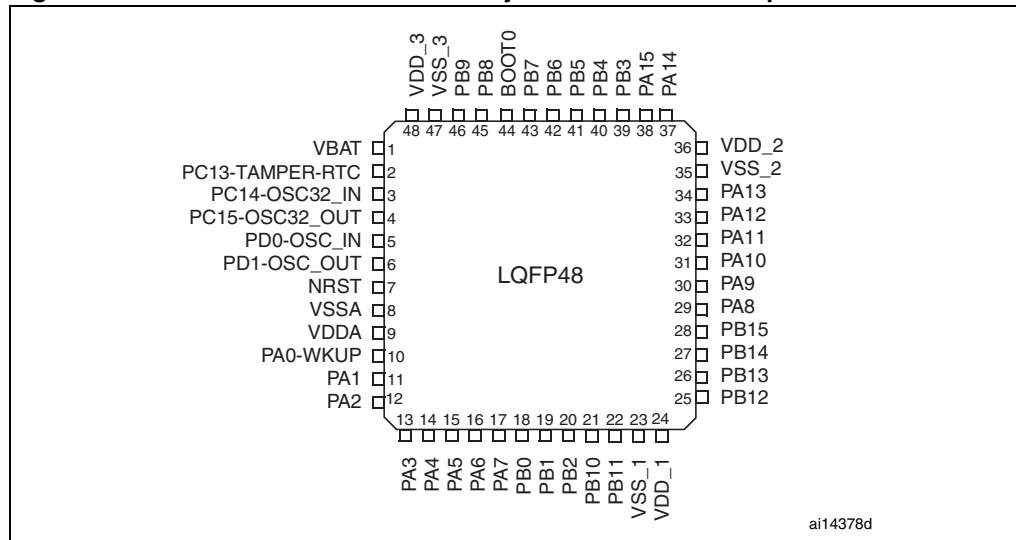 VDD_3
VSS_3
PB9
PB8
BOOT0
PB7
PB6
PB5
PB4
PB3
PA15
PA14
48 47 46 45 44 43 42 41 40 39 38 37
VBAT 1
PC13-TAMPER-RTC 2
PC14-OSC32_IN 3
PC15-OSC32_OUT 4
PD0-OSC_IN 5
PD1-OSC_OUT 6
NRST 7
VSSA 8
VDDA 9
PA0-WKUP 10
PA1 11
PA2 12
LQFP48
36 VDD_2
35 VSS_2
34 PA13
33 PA12
32 PA11
31 PA10
30 PA9
29 PA8
28 PB15
27 PB14
26 PB13
25 PB12
13 14 15 16 17 18 19 20 21 22 23 24
PA3
PA4
PA5
PA6
PA7
PB0
PB1
PB2
PB10
PB11
VSS_1
VDD_1
ai14378d